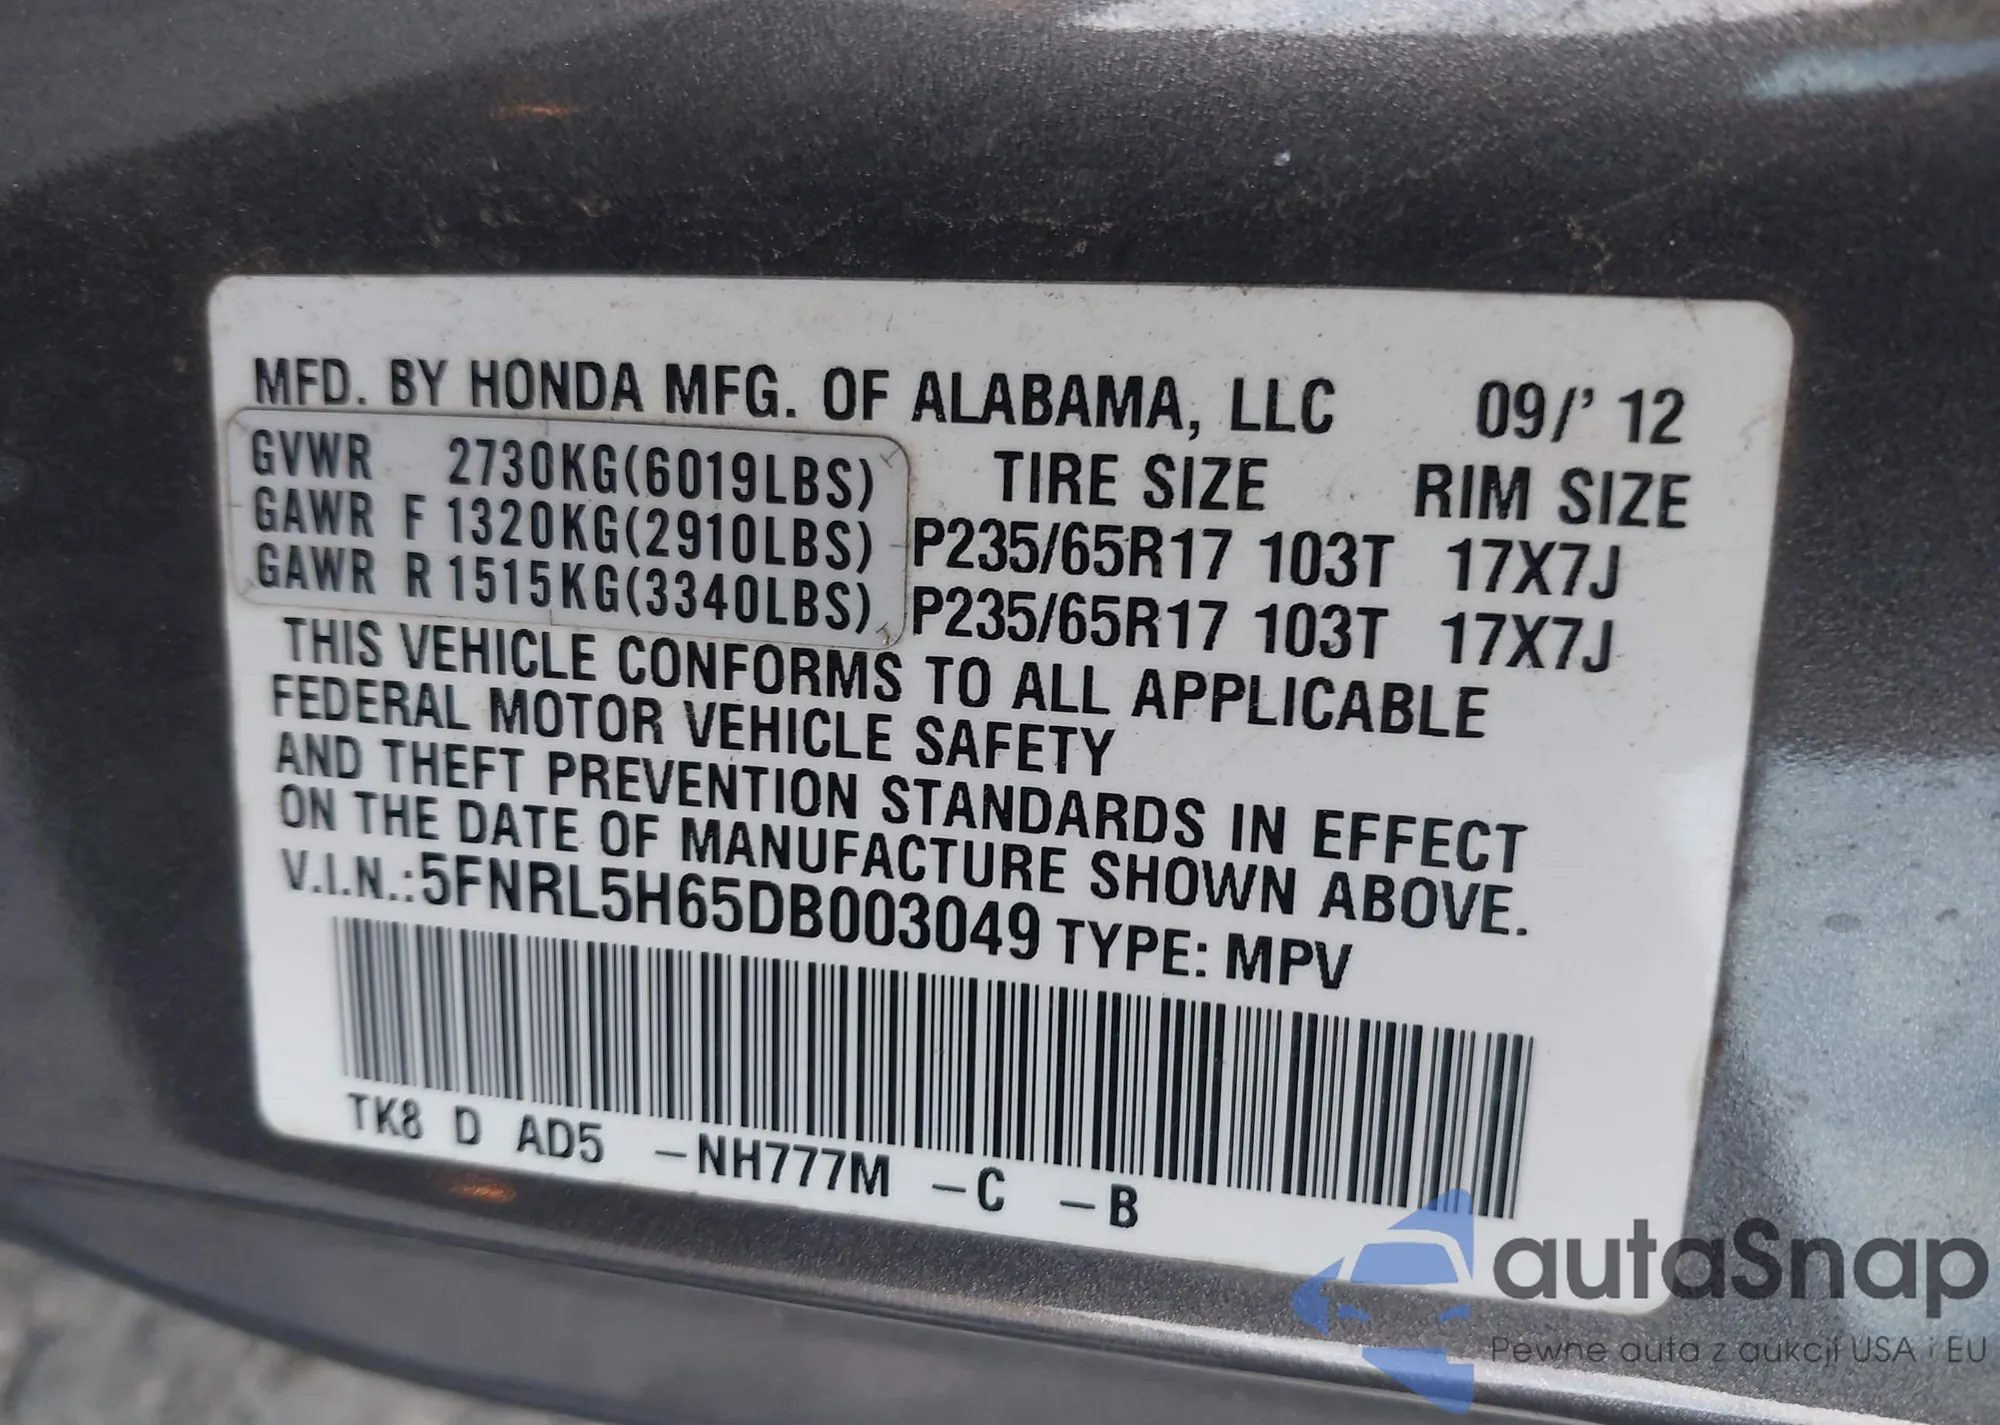 MFD. BY HONDA MFG. OF ALABAMA, LLC 09/' 12
GVWR 2730KG(6019LBS) TIRE SIZE RIM SIZE
GAWR F 1320KG(2910LBS) P235/65R17 103T 17X7J
GAWR R 1515KG(3340LBS) P235/65R17 103T 17X7J
THIS VEHICLE CONFORMS TO ALL APPLICABLE
FEDERAL MOTOR VEHICLE SAFETY
AND THEFT PREVENTION STANDARDS IN EFFECT
ON THE DATE OF MANUFACTURE SHOWN ABOVE.
V.I.N.:5FNRL5H65DB003049 TYPE: MPV
TK8 D AD5 -NH777M -C -B
autaSnap
Pewne auta z aukcji USA i EU